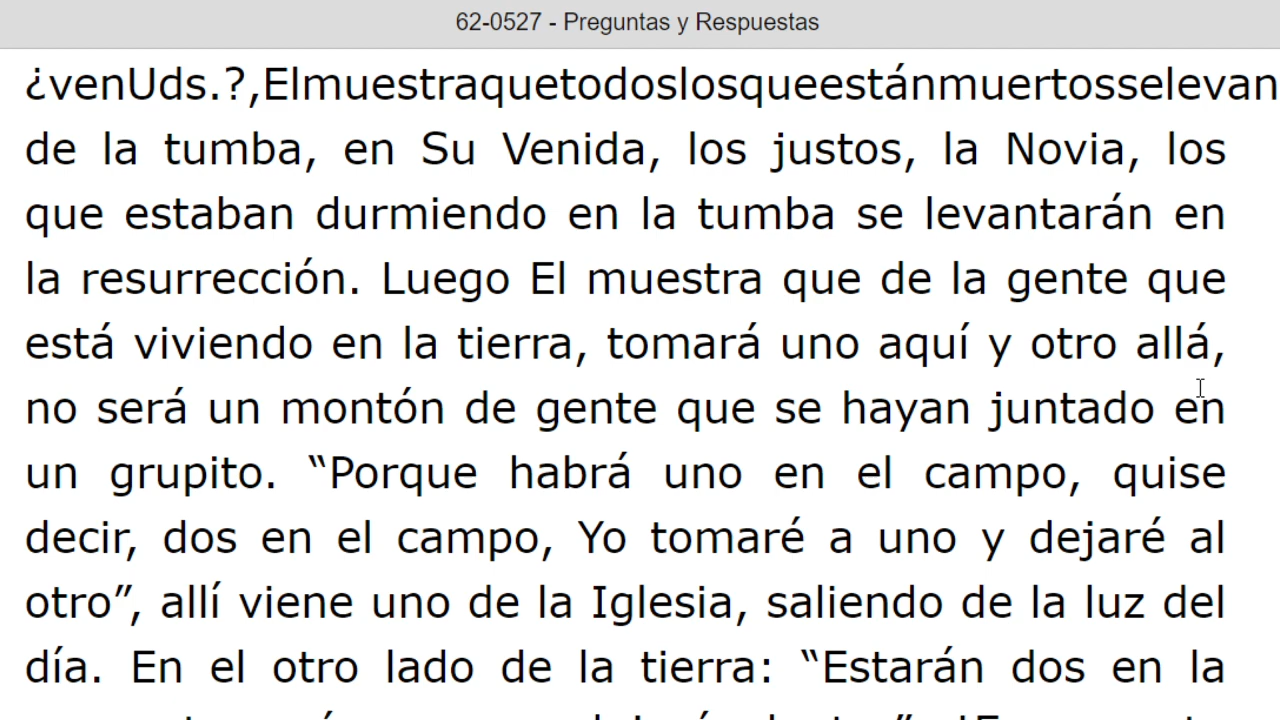 62-0527 - Preguntas y Respuestas
¿venUds.?,Elmuestraquetodoslosqueestánmuertosselevan
de la tumba, en Su Venida, los justos, la Novia, los
que estaban durmiendo en la tumba se levantarán en
la resurrección. Luego El muestra que de la gente que
está viviendo en la tierra, tomará uno aquí y otro allá,
no será un montón de gente que se hayan juntado en
un grupito. “Porque habrá uno en el campo, quise
decir, dos en el campo, Yo tomaré a uno y dejaré al
otro”, allí viene uno de la Iglesia, saliendo de la luz del
día. En el otro lado de la tierra: “Estarán dos en la